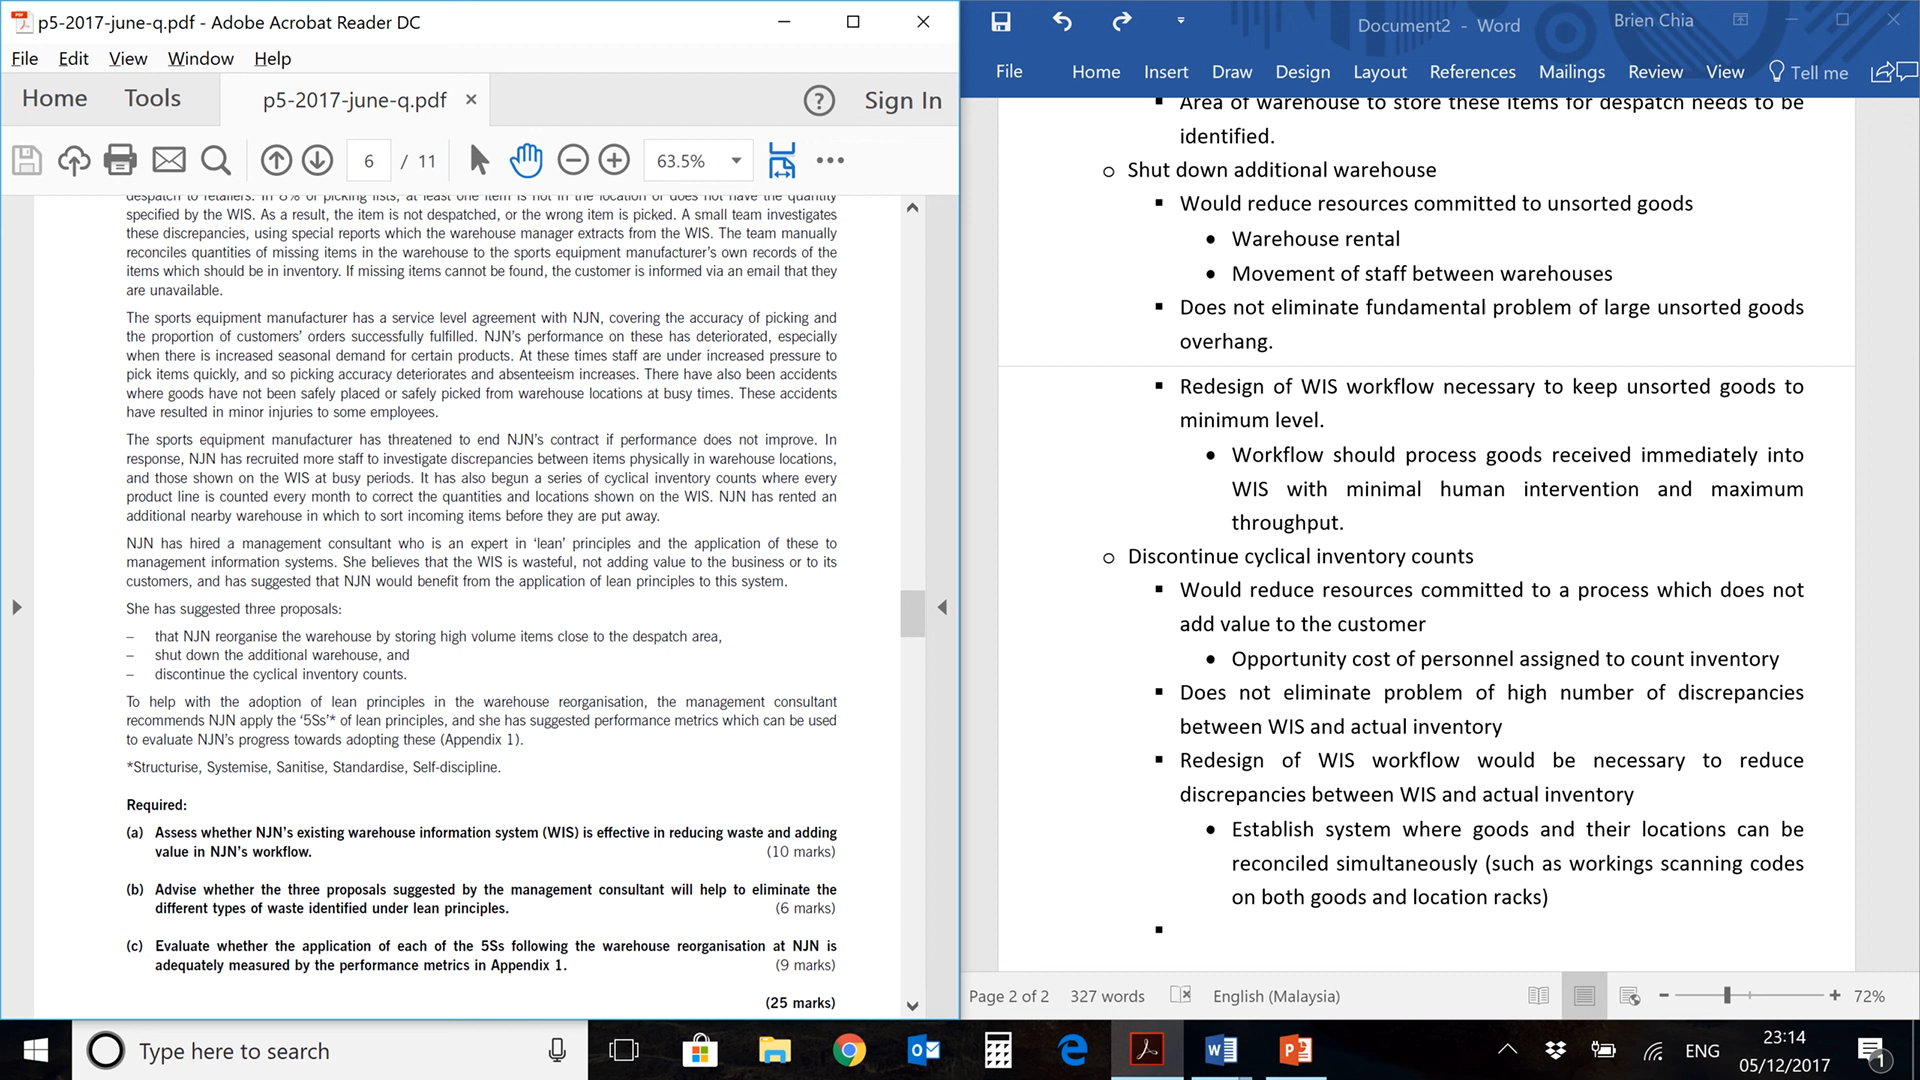 p5-2017-june-q.pdf - Adobe Acrobat Reader DC
File Edit View Window Help
Home Tools p5-2017-june-q.pdf × Sign In
6 / 11 63.5%
despatch to retailers. In 8% of picking lists, at least one item is not in the location or does not have the quantity
specified by the WIS. As a result, the item is not despatched, or the wrong item is picked. A small team investigates
these discrepancies, using special reports which the warehouse manager extracts from the WIS. The team manually
reconciles quantities of missing items in the warehouse to the sports equipment manufacturer's own records of the
items which should be in inventory. If missing items cannot be found, the customer is informed via an email that they
are unavailable.
The sports equipment manufacturer has a service level agreement with NJN, covering the accuracy of picking and
the proportion of customers' orders successfully fulfilled. NJN's performance on these has deteriorated, especially
when there is increased seasonal demand for certain products. At these times staff are under increased pressure to
pick items quickly, and so picking accuracy deteriorates and absenteeism increases. There have also been accidents
where goods have not been safely placed or safely picked from warehouse locations at busy times. These accidents
have resulted in minor injuries to some employees.
The sports equipment manufacturer has threatened to end NJN's contract if performance does not improve. In
response, NJN has recruited more staff to investigate discrepancies between items physically in warehouse locations,
and those shown on the WIS at busy periods. It has also begun a series of cyclical inventory counts where every
product line is counted every month to correct the quantities and locations shown on the WIS. NJN has rented an
additional nearby warehouse in which to sort incoming items before they are put away.
NJN has hired a management consultant who is an expert in 'lean' principles and the application of these to
management information systems. She believes that the WIS is wasteful, not adding value to the business or to its
customers, and has suggested that NJN would benefit from the application of lean principles to this system.
She has suggested three proposals:
– that NJN reorganise the warehouse by storing high volume items close to the despatch area,
– shut down the additional warehouse, and
– discontinue the cyclical inventory counts.
To help with the adoption of lean principles in the warehouse reorganisation, the management consultant
recommends NJN apply the '5Ss'* of lean principles, and she has suggested performance metrics which can be used
to evaluate NJN's progress towards adopting these (Appendix 1).
*Structurise, Systemise, Sanitise, Standardise, Self-discipline.
Required:
(a) Assess whether NJN's existing warehouse information system (WIS) is effective in reducing waste and adding
value in NJN's workflow. (10 marks)
(b) Advise whether the three proposals suggested by the management consultant will help to eliminate the
different types of waste identified under lean principles. (6 marks)
(c) Evaluate whether the application of each of the 5Ss following the warehouse reorganisation at NJN is
adequately measured by the performance metrics in Appendix 1. (9 marks)
(25 marks)
Document2 - Word Brien Chia
File Home Insert Draw Design Layout References Mailings Review View Tell me
▪ Area of warehouse to store these items for despatch needs to be
identified.
o Shut down additional warehouse
▪ Would reduce resources committed to unsorted goods
• Warehouse rental
• Movement of staff between warehouses
▪ Does not eliminate fundamental problem of large unsorted goods
overhang.
▪ Redesign of WIS workflow necessary to keep unsorted goods to
minimum level.
• Workflow should process goods received immediately into
WIS with minimal human intervention and maximum
throughput.
o Discontinue cyclical inventory counts
▪ Would reduce resources committed to a process which does not
add value to the customer
• Opportunity cost of personnel assigned to count inventory
▪ Does not eliminate problem of high number of discrepancies
between WIS and actual inventory
▪ Redesign of WIS workflow would be necessary to reduce
discrepancies between WIS and actual inventory
• Establish system where goods and their locations can be
reconciled simultaneously (such as workings scanning codes
on both goods and location racks)
▪
Page 2 of 2 327 words English (Malaysia) 72%
Type here to search
ENG 23:14
05/12/2017 1